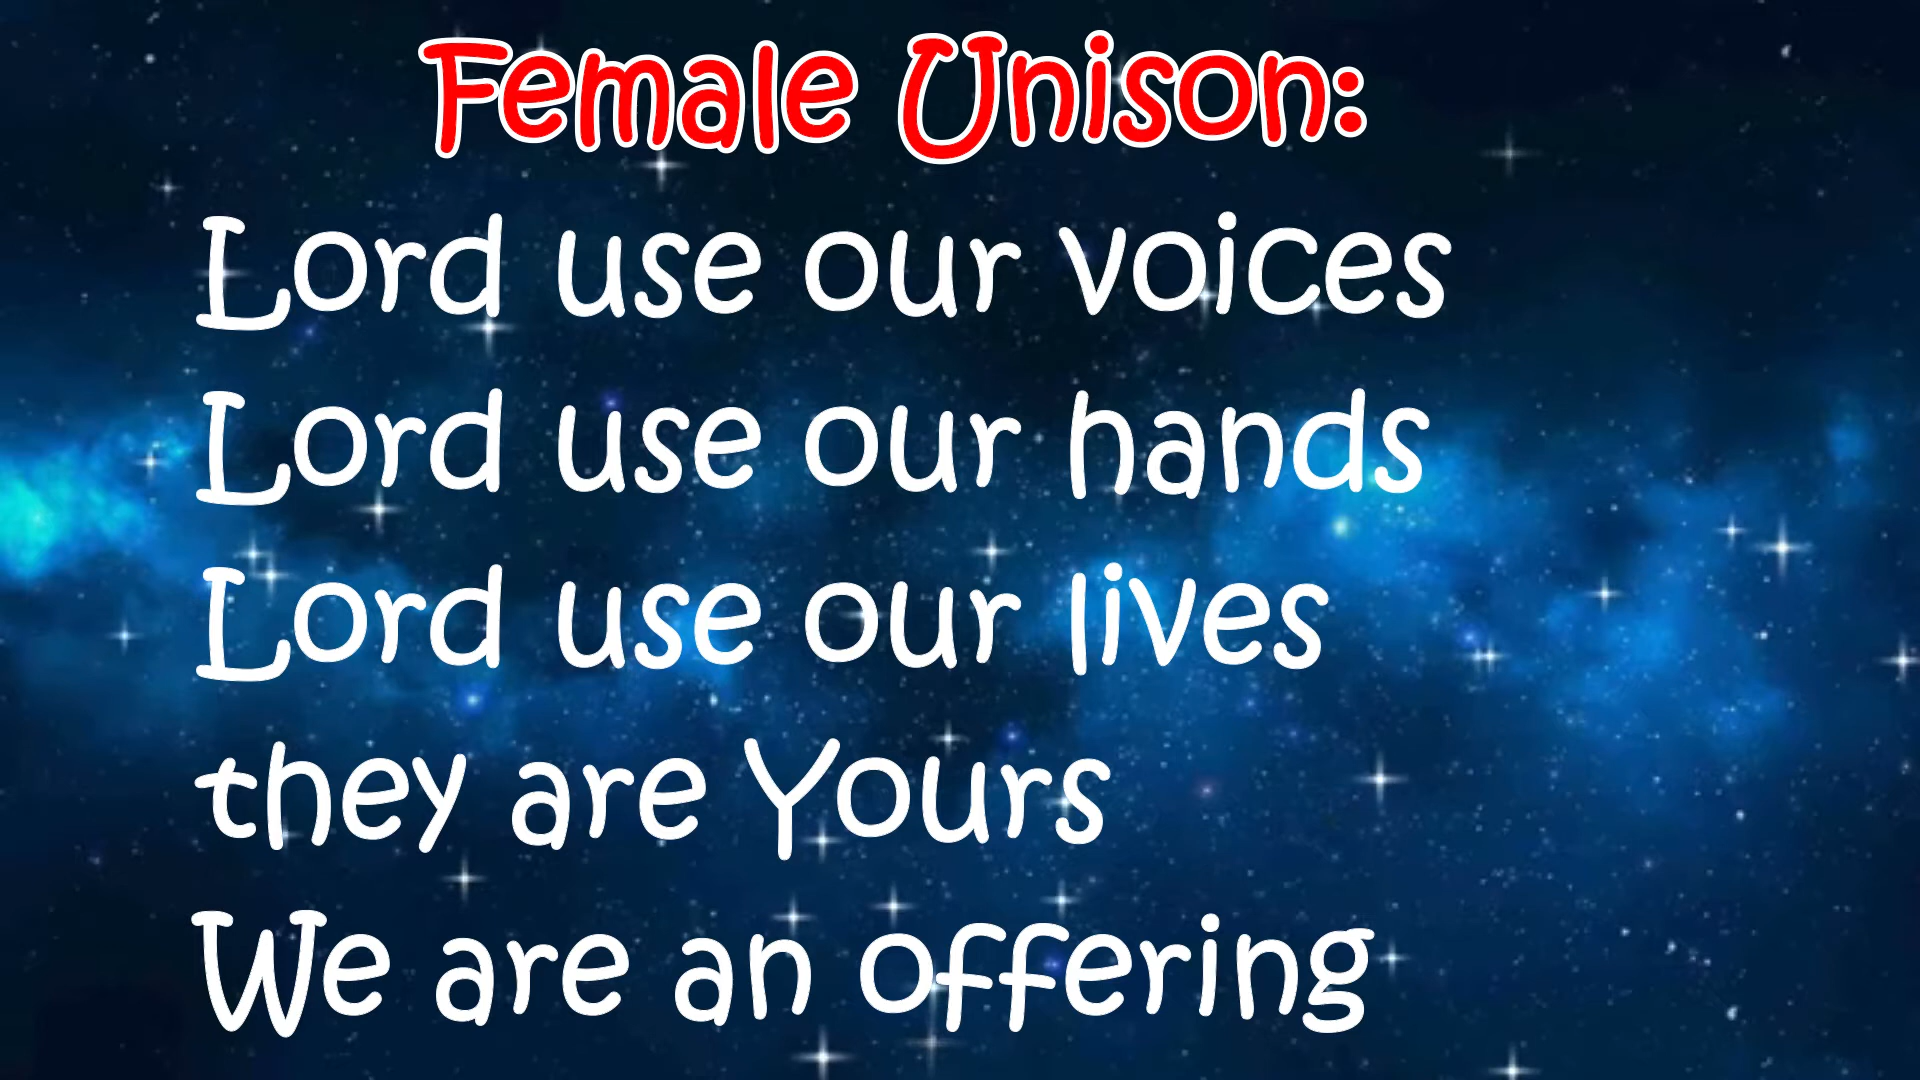 Female Unison:
Lord use our voices
Lord use our hands
Lord use our lives
they are Yours
We are an offering